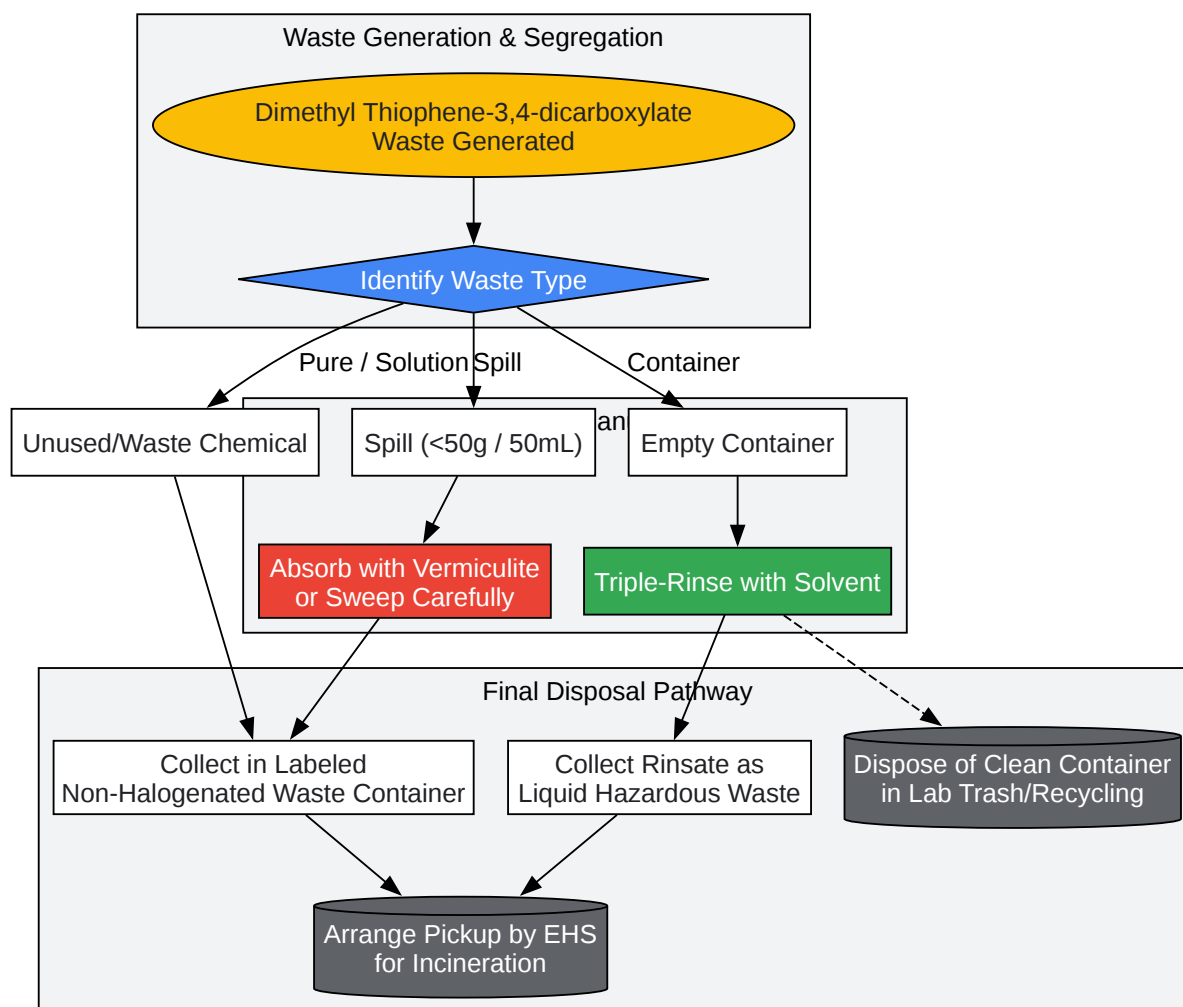 Waste Generation & Segregation
Dimethyl Thiophene-3,4-dicarboxylate
Waste Generated
Identify Waste Type
Pure / Solution
Spill
Container
Unused/Waste Chemical
Spill (<50g / 50mL)
Empty Container
Absorb with Vermiculite
or Sweep Carefully
Triple-Rinse with Solvent
Final Disposal Pathway
Collect in Labeled
Non-Halogenated Waste Container
Collect Rinsate as
Liquid Hazardous Waste
Dispose of Clean Container
in Lab Trash/Recycling
Arrange Pickup by EHS
for Incineration